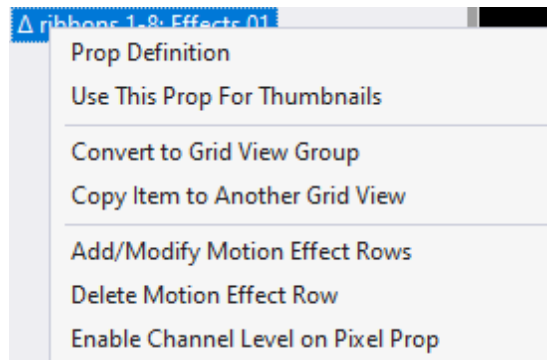 Δ ribbons 1-8: Effects 01
Prop Definition
Use This Prop For Thumbnails
Convert to Grid View Group
Copy Item to Another Grid View
Add/Modify Motion Effect Rows
Delete Motion Effect Row
Enable Channel Level on Pixel Prop